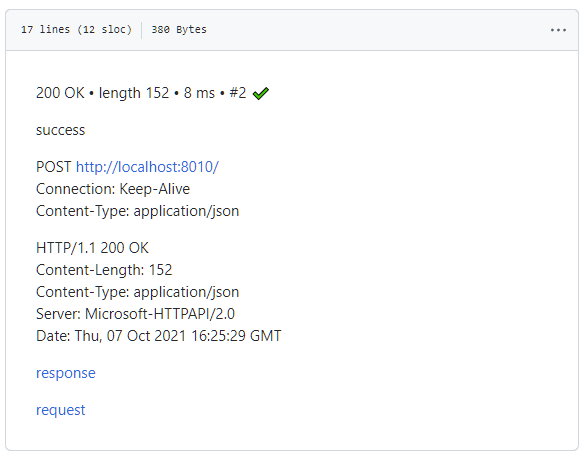 17 lines (12 sloc) 380 Bytes
200 OK • length 152 • 8 ms • #2 ✔
success
POST http://localhost:8010/
Connection: Keep-Alive
Content-Type: application/json
HTTP/1.1 200 OK
Content-Length: 152
Content-Type: application/json
Server: Microsoft-HTTPAPI/2.0
Date: Thu, 07 Oct 2021 16:25:29 GMT
response
request